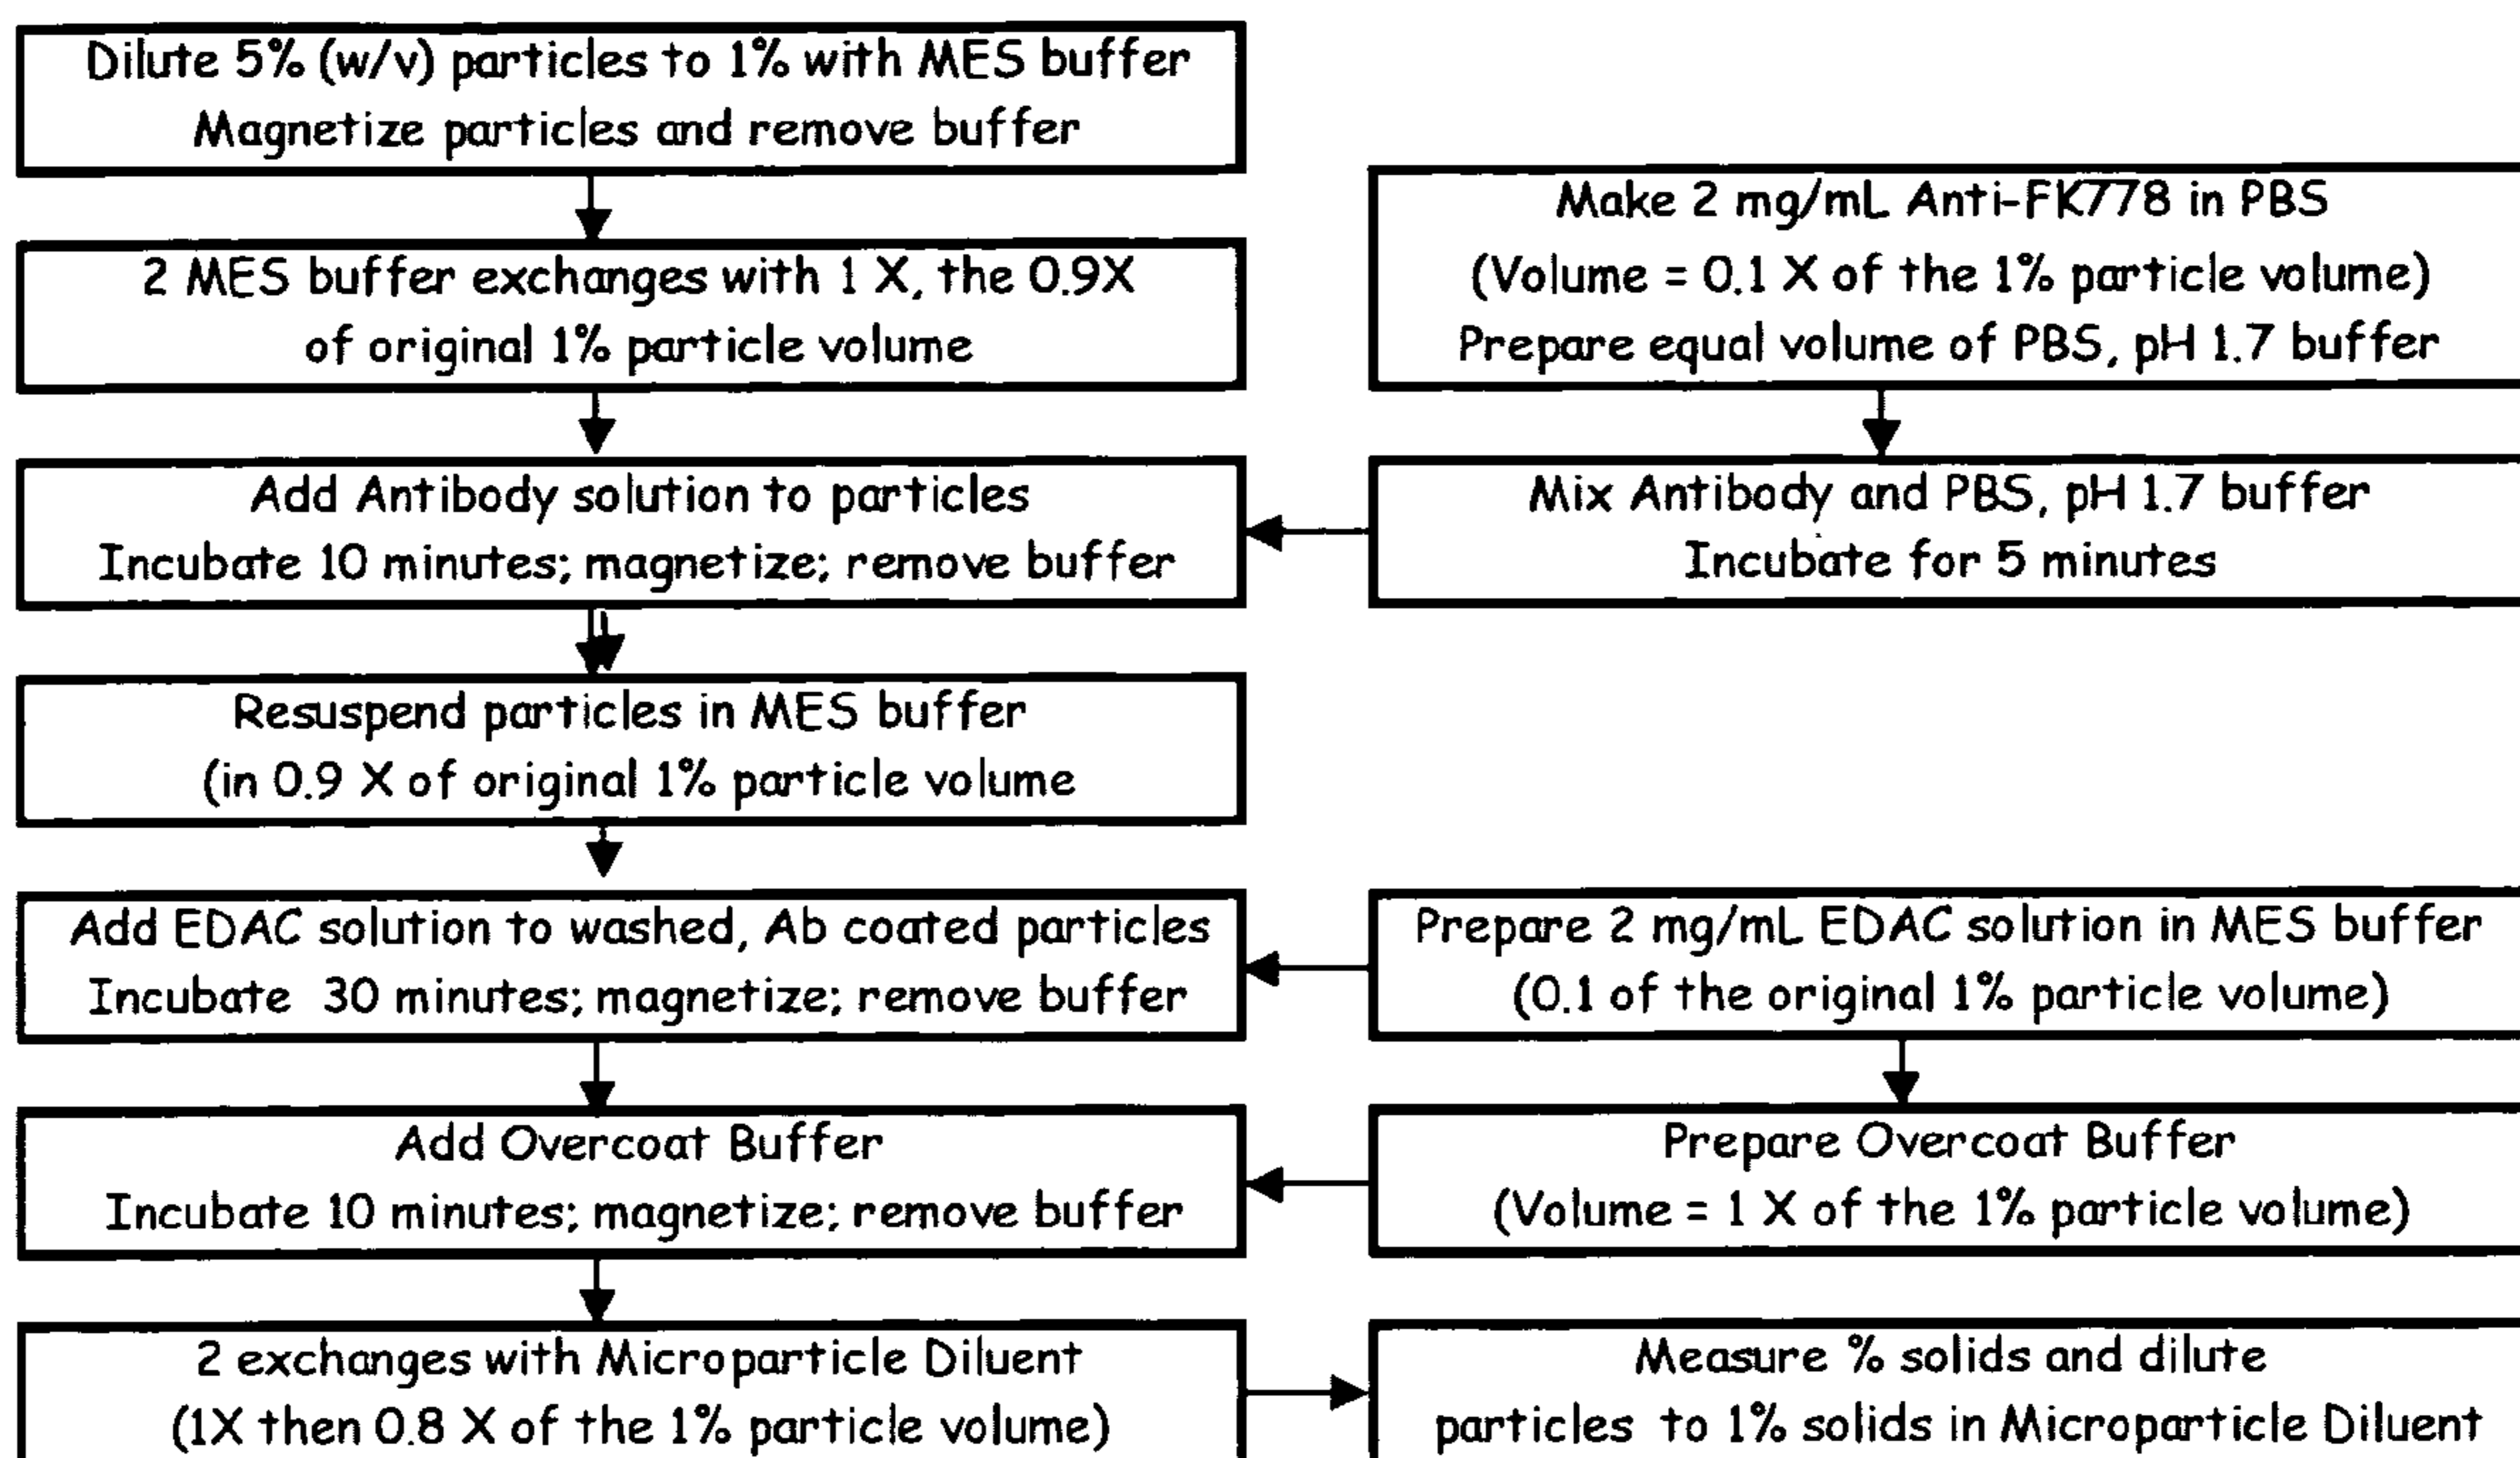 Dilute 5% (w/v) particles to 1% with MES buffer
Magnetize particles and remove buffer
2 MES buffer exchanges with 1 X, the 0.9X
of original 1% particle volume
Make 2 mg/mL Anti-FK778 in PBS
(Volume = 0.1 X of the 1% particle volume)
Prepare equal volume of PBS, pH 1.7 buffer
Mix Antibody and PBS, pH 1.7 buffer
Incubate for 5 minutes
Add Antibody solution to particles
Incubate 10 minutes; magnetize; remove buffer
Resuspend particles in MES buffer
(in 0.9 X of original 1% particle volume
Prepare 2 mg/mL EDAC solution in MES buffer
(0.1 of the original 1% particle volume)
Add EDAC solution to washed, Ab coated particles
Incubate 30 minutes; magnetize; remove buffer
Prepare Overcoat Buffer
(Volume = 1 X of the 1% particle volume)
Add Overcoat Buffer
Incubate 10 minutes; magnetize; remove buffer
2 exchanges with Microparticle Diluent
(1X then 0.8 X of the 1% particle volume)
Measure % solids and dilute
particles to 1% solids in Microparticle Diluent